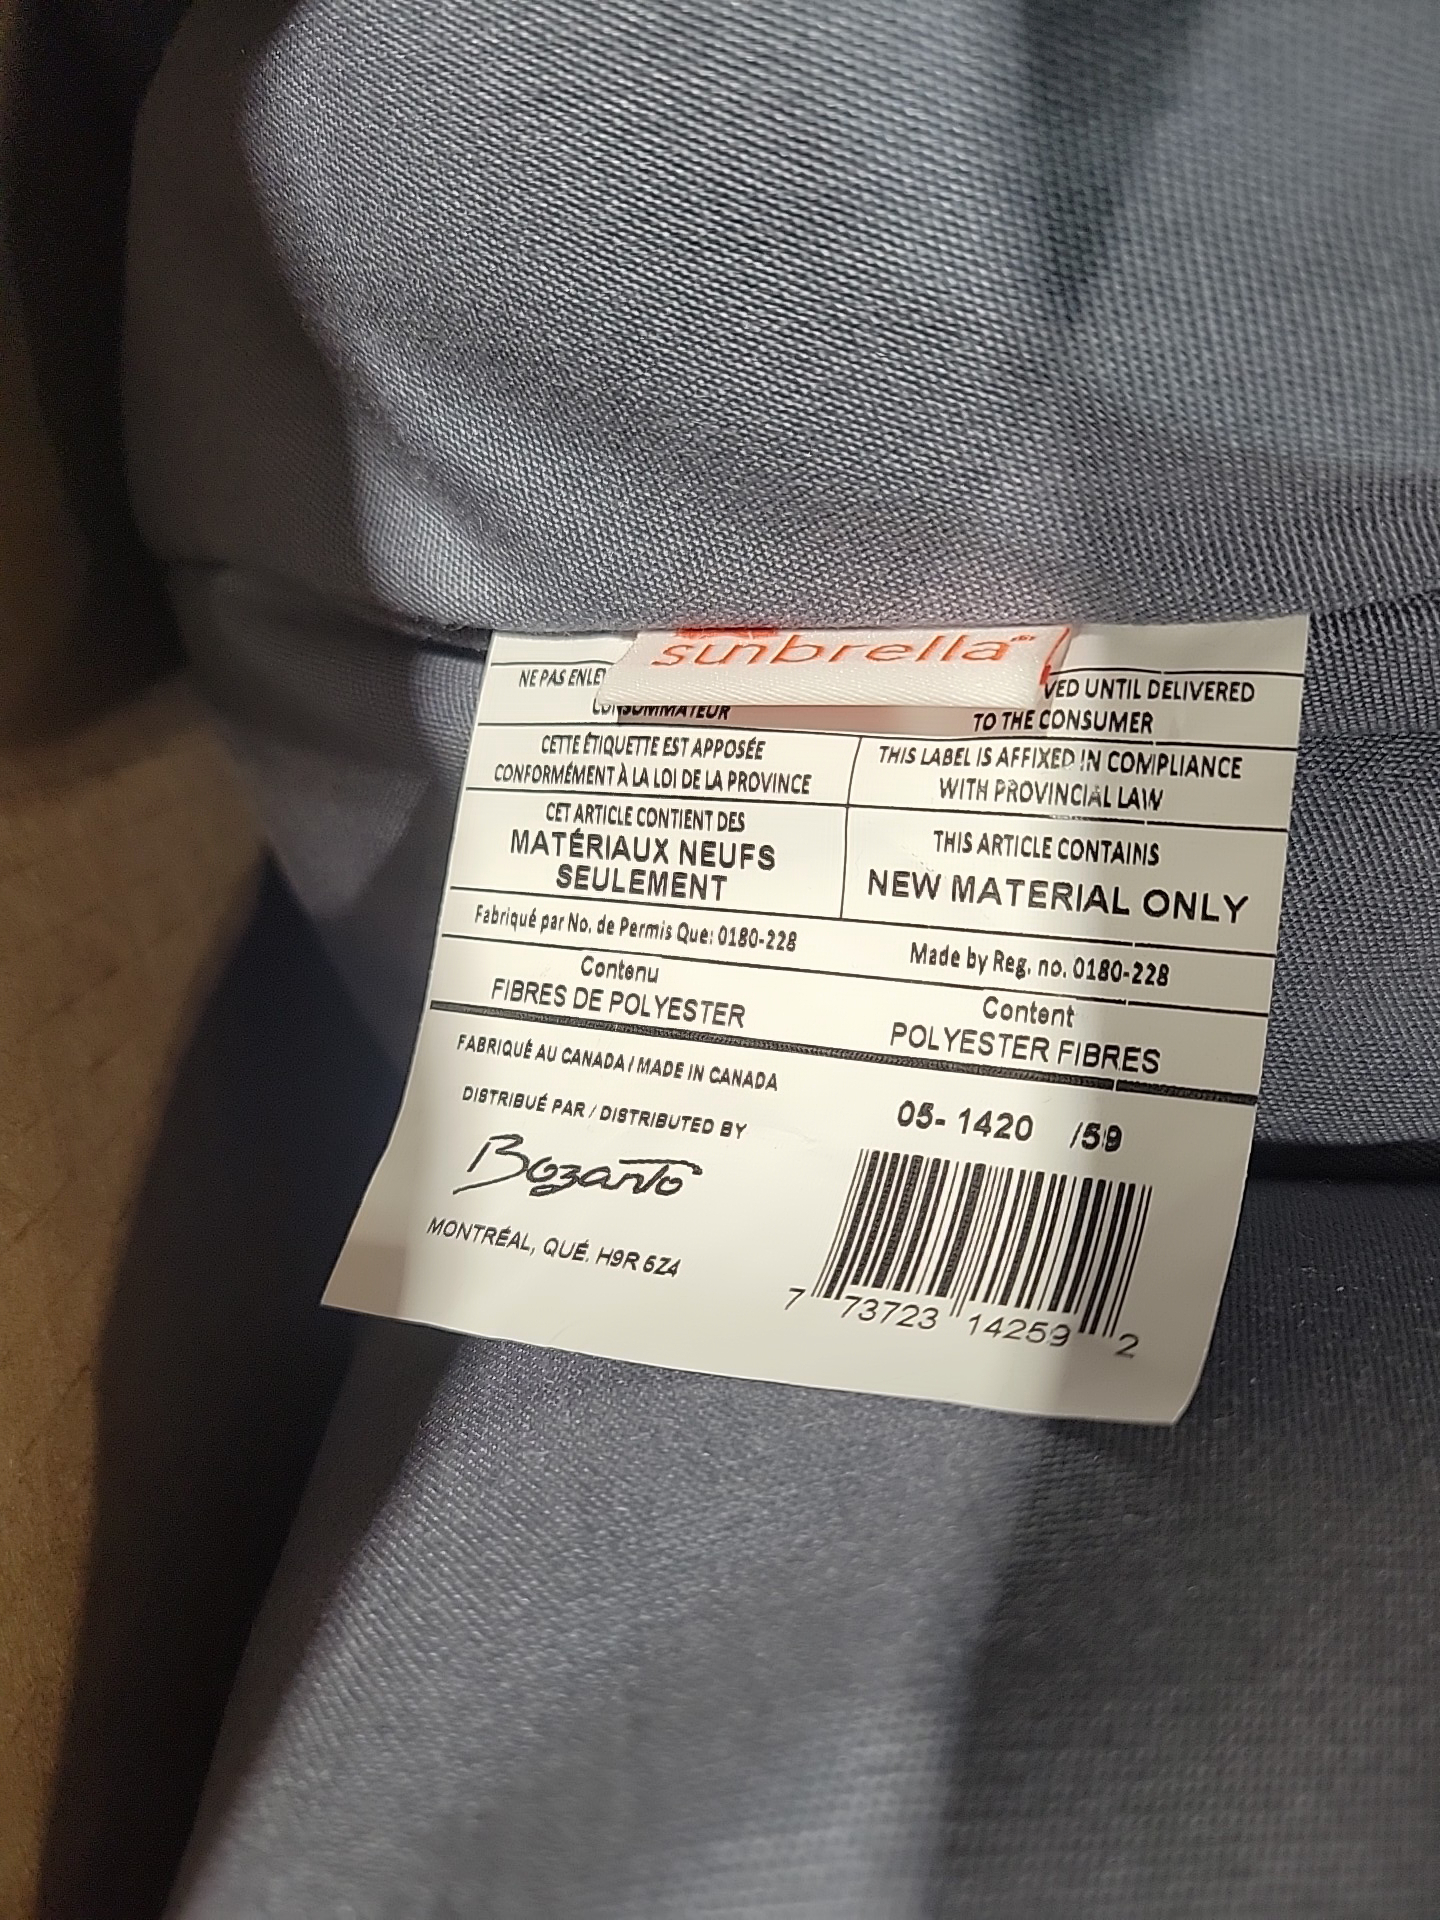 sunbrella
NE PAS ENLE
CONSOMMATEUR
VED UNTIL DELIVERED
TO THE CONSUMER
CETTE ÉTIQUETTE EST APPOSÉE
CONFORMÉMENT À LA LOI DE LA PROVINCE
THIS LABEL IS AFFIXED IN COMPLIANCE
WITH PROVINCIAL LAW
CET ARTICLE CONTIENT DES
MATÉRIAUX NEUFS
SEULEMENT
THIS ARTICLE CONTAINS
NEW MATERIAL ONLY
Fabriqué par No. de Permis Que: 0180-228
Made by Reg. no. 0180-228
Contenu
FIBRES DE POLYESTER
Content
POLYESTER FIBRES
FABRIQUÉ AU CANADA / MADE IN CANADA
DISTRIBUÉ PAR / DISTRIBUTED BY
Bozanto
MONTRÉAL, QUÉ. H9R 5Z4
05- 1420 /59
7 73723 14259 2